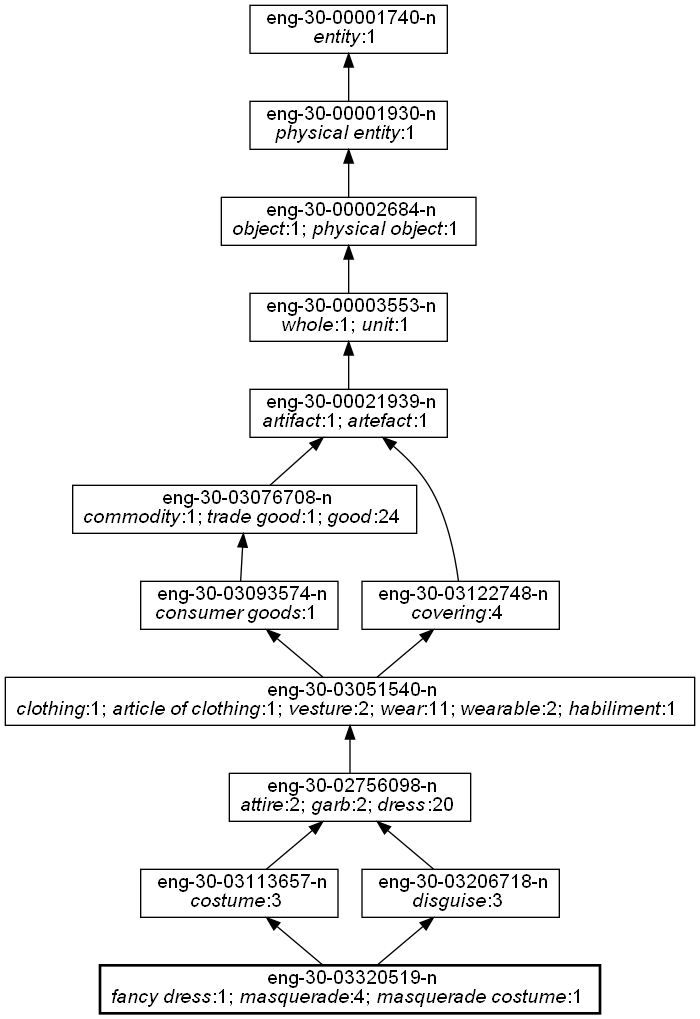 eng-30-00001740-n
entity:1
eng-30-00001930-n
physical entity:1
eng-30-00002684-n
object:1; physical object:1
eng-30-00003553-n
whole:1; unit:1
eng-30-00021939-n
artifact:1; artefact:1
eng-30-03076708-n
commodity:1; trade good:1; good:24
eng-30-03093574-n
consumer goods:1
eng-30-03122748-n
covering:4
eng-30-03051540-n
clothing:1; article of clothing:1; vesture:2; wear:11; wearable:2; habiliment:1
eng-30-02756098-n
attire:2; garb:2; dress:20
eng-30-03113657-n
costume:3
eng-30-03206718-n
disguise:3
eng-30-03320519-n
fancy dress:1; masquerade:4; masquerade costume:1